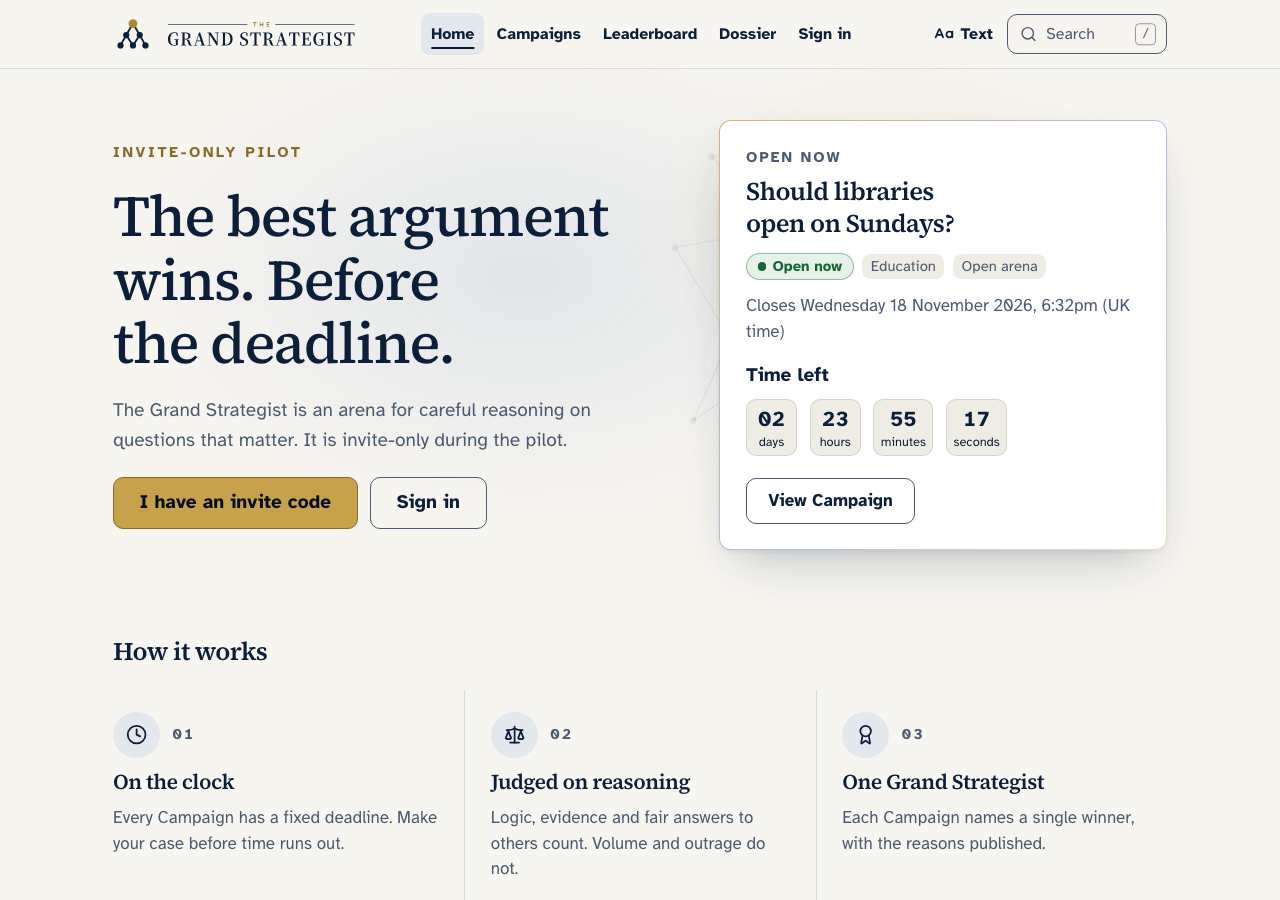 THE
GRAND STRATEGIST
Home
Campaigns
Leaderboard
Dossier
Sign in
Aa Text
Search
/
INVITE-ONLY PILOT
The best argument
wins. Before
the deadline.
The Grand Strategist is an arena for careful reasoning on
questions that matter. It is invite-only during the pilot.
I have an invite code
Sign in
OPEN NOW
Should libraries
open on Sundays?
Open now
Education
Open arena
Closes Wednesday 18 November 2026, 6:32pm (UK
time)
Time left
02
days
23
hours
55
minutes
17
seconds
View Campaign
How it works
01
On the clock
Every Campaign has a fixed deadline. Make
your case before time runs out.
02
Judged on reasoning
Logic, evidence and fair answers to
others count. Volume and outrage do
not.
03
One Grand Strategist
Each Campaign names a single winner,
with the reasons published.